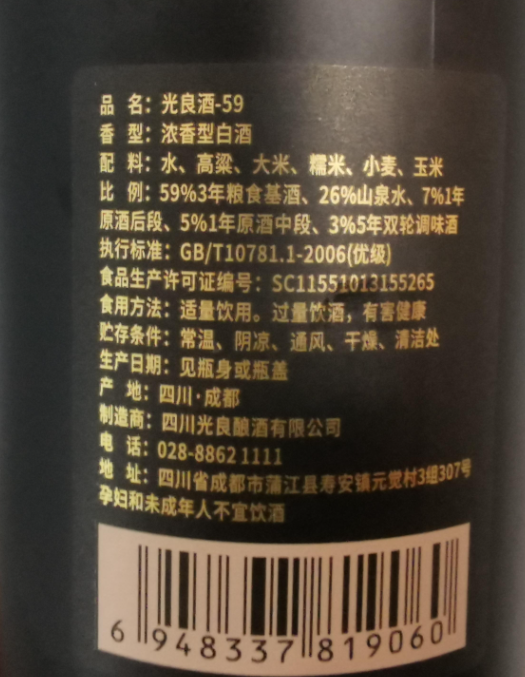 品 名：光良酒-59
香 型：浓香型白酒
配 料：水、高粱、大米、糯米、小麦、玉米
比 例：59%3年粮食基酒、26%山泉水、7%1年
原酒后段、5%1年原酒中段、3%5年双轮调味酒
执行标准：GB/T10781.1-2006(优级)
食品生产许可证编号：SC11551013155265
食用方法：适量饮用。过量饮酒，有害健康
贮存条件：常温、阴凉、通风、干燥、清洁处
生产日期：见瓶身或瓶盖
产 地：四川·成都
制造商：四川光良酿酒有限公司
电 话：028-8862 1111
地 址：四川省成都市蒲江县寿安镇元觉村3组307号
孕妇和未成年人不宜饮酒
6 948337 819060